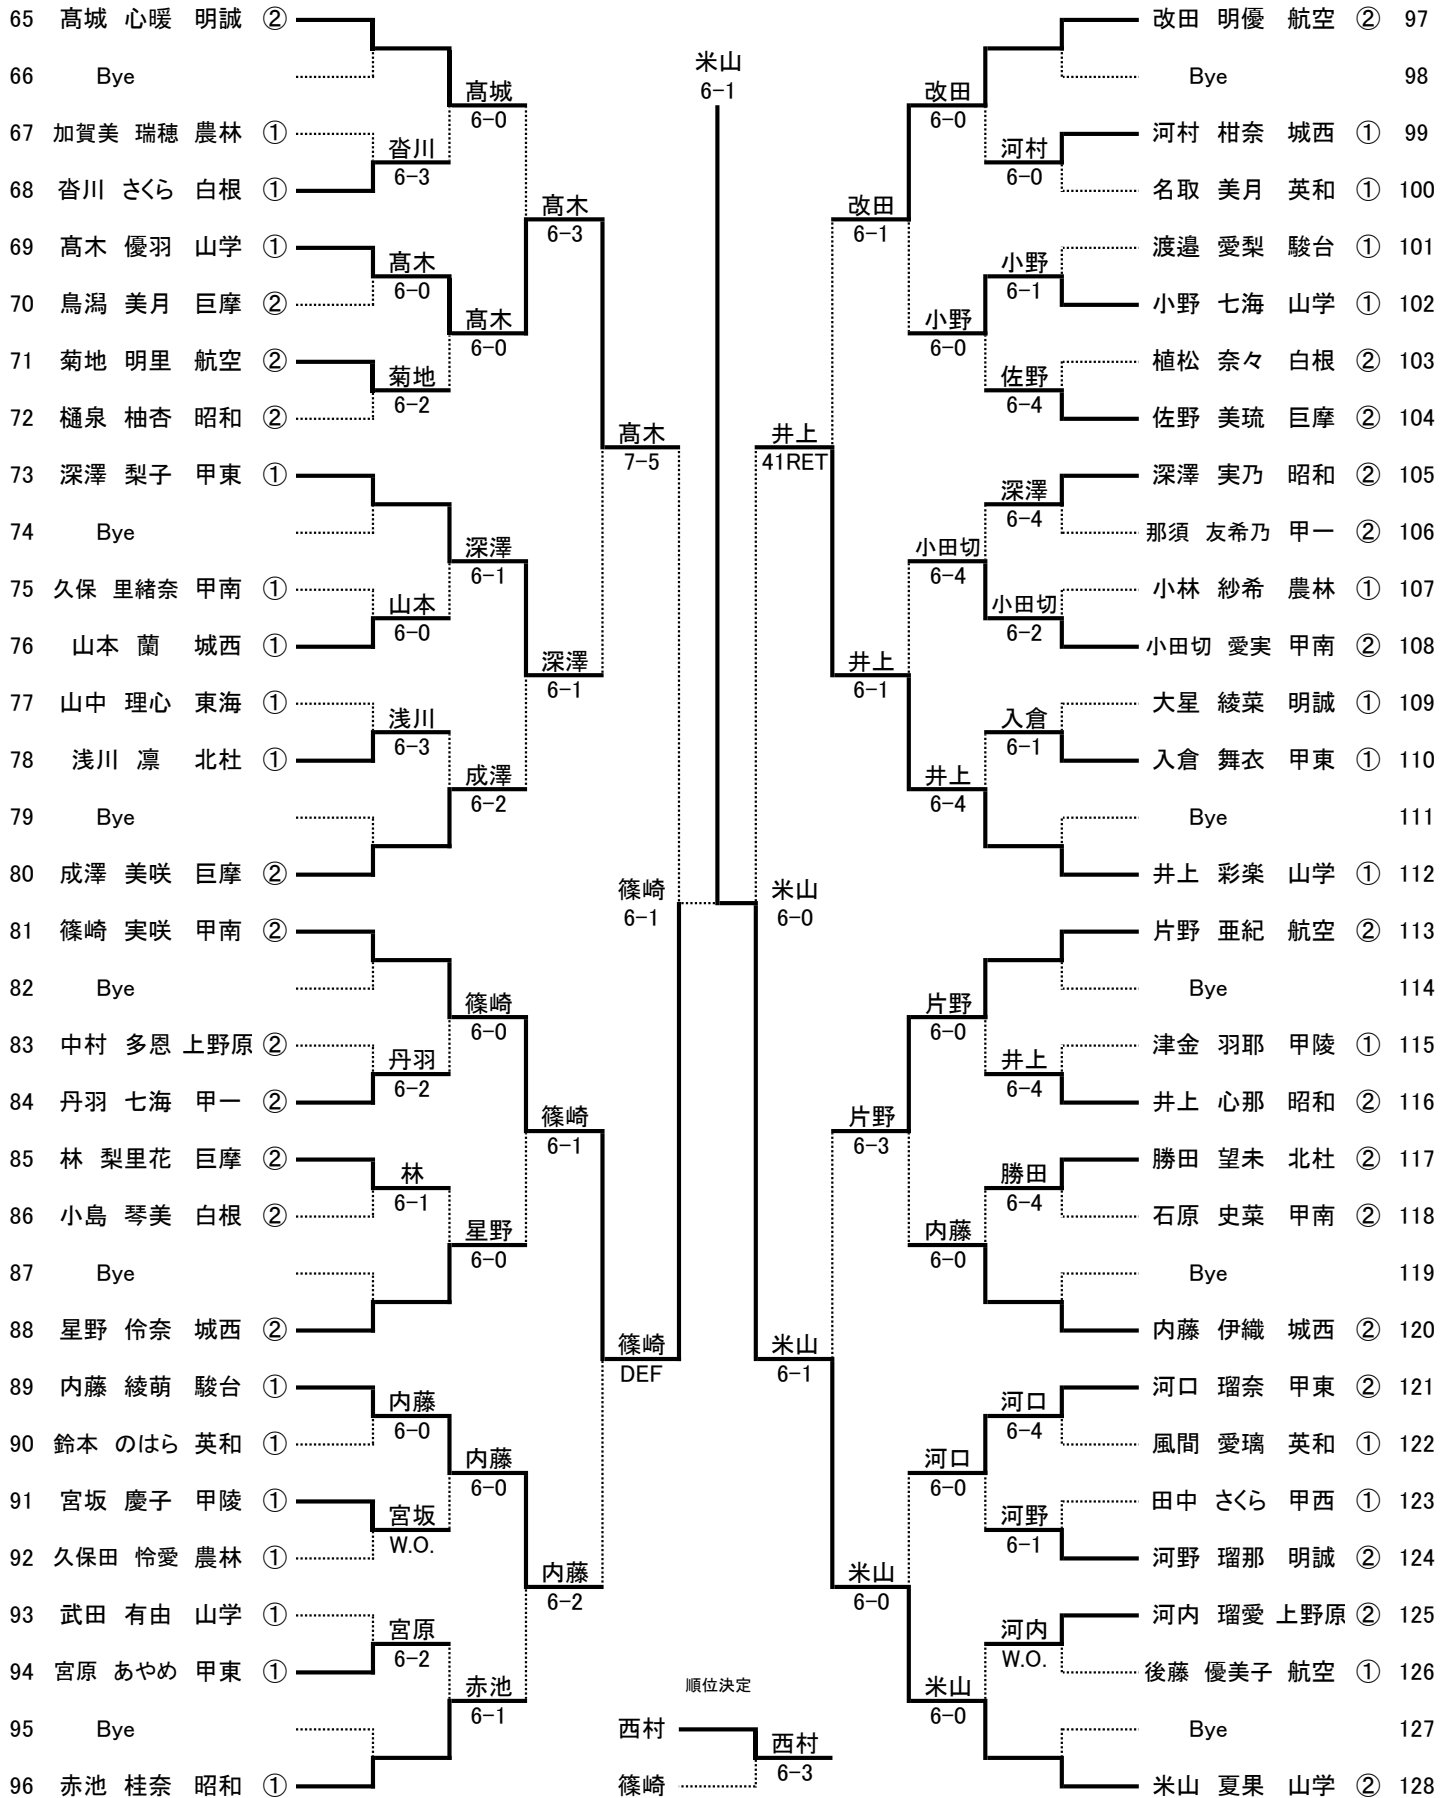 65 髙城 心暖 明誠 ②
66 Bye
67 加賀美 瑞穂 農林 ①
68 沓川 さくら 白根 ①
69 髙木 優羽 山学 ①
70 鳥潟 美月 巨摩 ②
71 菊地 明里 航空 ②
72 樋泉 柚杏 昭和 ②
73 深澤 梨子 甲東 ①
74 Bye
75 久保 里緒奈 甲南 ①
76 山本 蘭 城西 ①
77 山中 理心 東海 ①
78 浅川 凛 北杜 ①
79 Bye
80 成澤 美咲 巨摩 ②
81 篠崎 実咲 甲南 ②
82 Bye
83 中村 多恩 上野原 ②
84 丹羽 七海 甲一 ②
85 林 梨里花 巨摩 ②
86 小島 琴美 白根 ②
87 Bye
88 星野 伶奈 城西 ②
89 内藤 綾萌 駿台 ①
90 鈴本 のはら 英和 ①
91 宮坂 慶子 甲陵 ①
92 久保田 怜愛 農林 ①
93 武田 有由 山学 ①
94 宮原 あやめ 甲東 ①
95 Bye
96 赤池 桂奈 昭和 ①
沓川
6-3
髙木
6-0
菊地
6-2
山本
6-0
浅川
6-3
丹羽
6-2
林
6-1
内藤
6-0
宮坂
W.O.
宮原
6-2
髙城
6-0
髙木
6-0
深澤
6-1
成澤
6-2
篠崎
6-0
星野
6-0
内藤
6-0
赤池
6-1
髙木
6-3
深澤
6-1
篠崎
6-1
内藤
6-2
髙木
7-5
篠崎
DEF
篠崎
6-1
米山
6-1
米山
6-0
井上
41RET
米山
6-1
改田
6-1
井上
6-1
片野
6-3
米山
6-0
改田
6-0
小野
6-0
小田切
6-4
井上
6-4
片野
6-0
内藤
6-0
河口
6-0
米山
6-0
河村
6-0
小野
6-1
佐野
6-4
深澤
6-4
小田切
6-2
入倉
6-1
井上
6-4
勝田
6-4
河口
6-4
河野
6-1
河内
W.O.
改田 明優 航空 ② 97
Bye 98
河村 柑奈 城西 ① 99
名取 美月 英和 ① 100
渡邉 愛梨 駿台 ① 101
小野 七海 山学 ① 102
植松 奈々 白根 ② 103
佐野 美琉 巨摩 ② 104
深澤 実乃 昭和 ② 105
那須 友希乃 甲一 ② 106
小林 紗希 農林 ① 107
小田切 愛実 甲南 ② 108
大星 綾菜 明誠 ① 109
入倉 舞衣 甲東 ① 110
Bye 111
井上 彩楽 山学 ① 112
片野 亜紀 航空 ② 113
Bye 114
津金 羽耶 甲陵 ① 115
井上 心那 昭和 ② 116
勝田 望未 北杜 ② 117
石原 史菜 甲南 ② 118
Bye 119
内藤 伊織 城西 ② 120
河口 瑠奈 甲東 ② 121
風間 愛璃 英和 ① 122
田中 さくら 甲西 ① 123
河野 瑠那 明誠 ② 124
河内 瑠愛 上野原 ② 125
後藤 優美子 航空 ① 126
Bye 127
米山 夏果 山学 ② 128
順位決定
西村
篠崎
西村
6-3